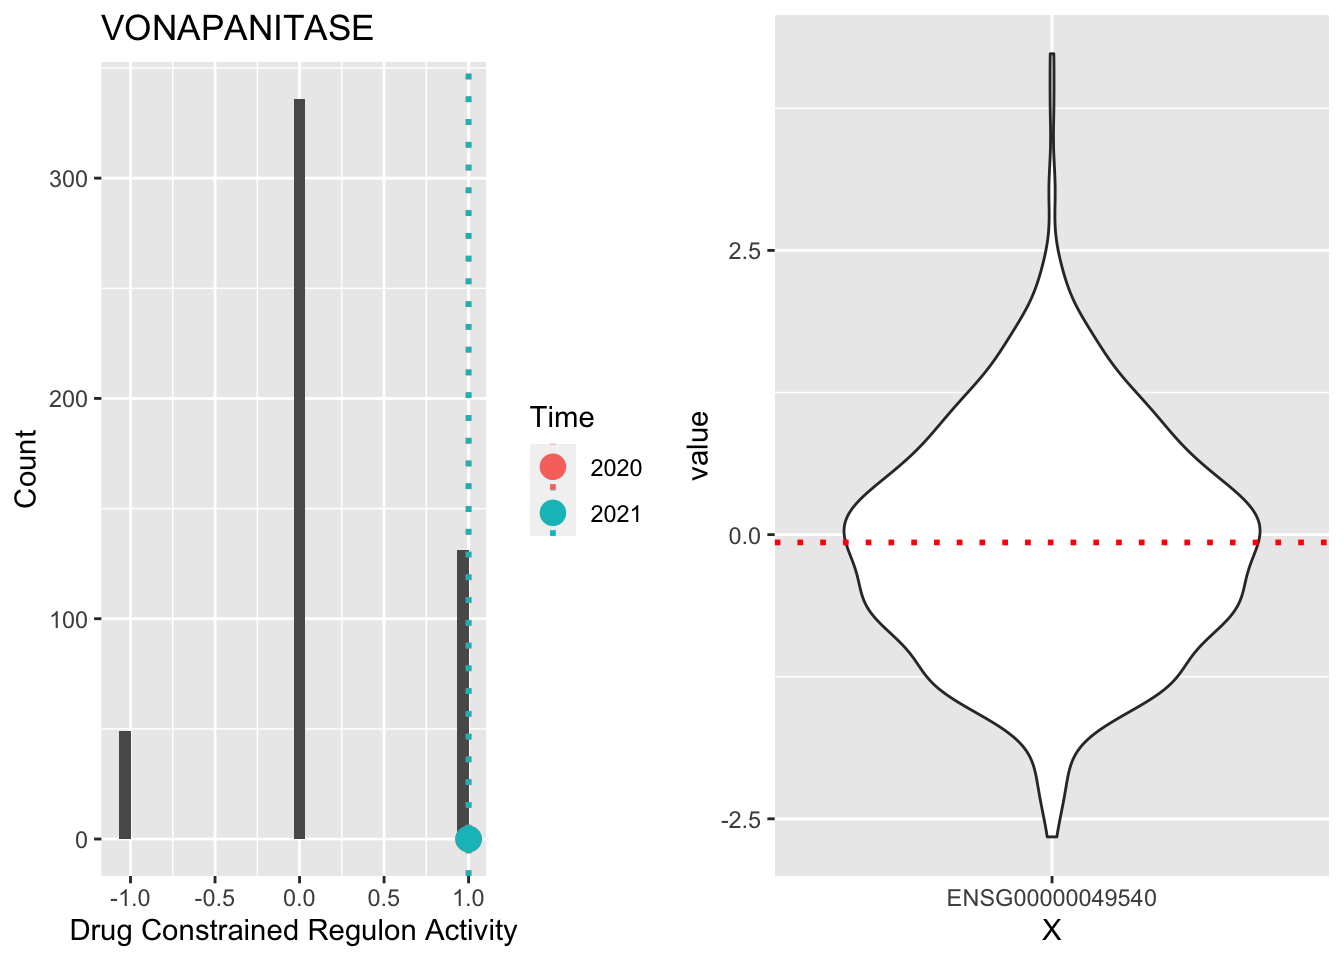 VONAPANITASE
Count
300
200
100
0
-1.0 -0.5 0.0 0.5 1.0
Drug Constrained Regulon Activity
Time
2020
2021
value
2.5
0.0
-2.5
ENSG00000049540
X